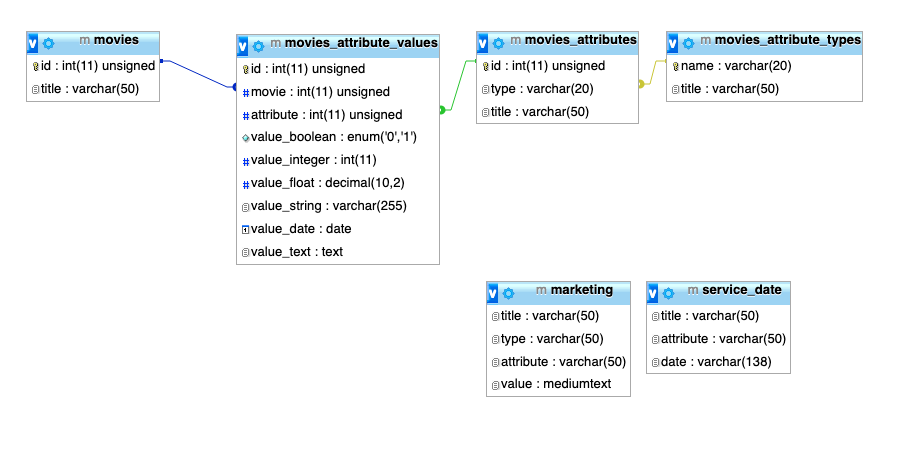 v m movies
id : int(11) unsigned
title : varchar(50)
v m movies_attribute_values
id : int(11) unsigned
movie : int(11) unsigned
attribute : int(11) unsigned
value_boolean : enum('0','1')
value_integer : int(11)
value_float : decimal(10,2)
value_string : varchar(255)
value_date : date
value_text : text
v m movies_attributes
id : int(11) unsigned
type : varchar(20)
title : varchar(50)
v m movies_attribute_types
name : varchar(20)
title : varchar(50)
v m marketing
title : varchar(50)
type : varchar(50)
attribute : varchar(50)
value : mediumtext
v m service_date
title : varchar(50)
attribute : varchar(50)
date : varchar(138)